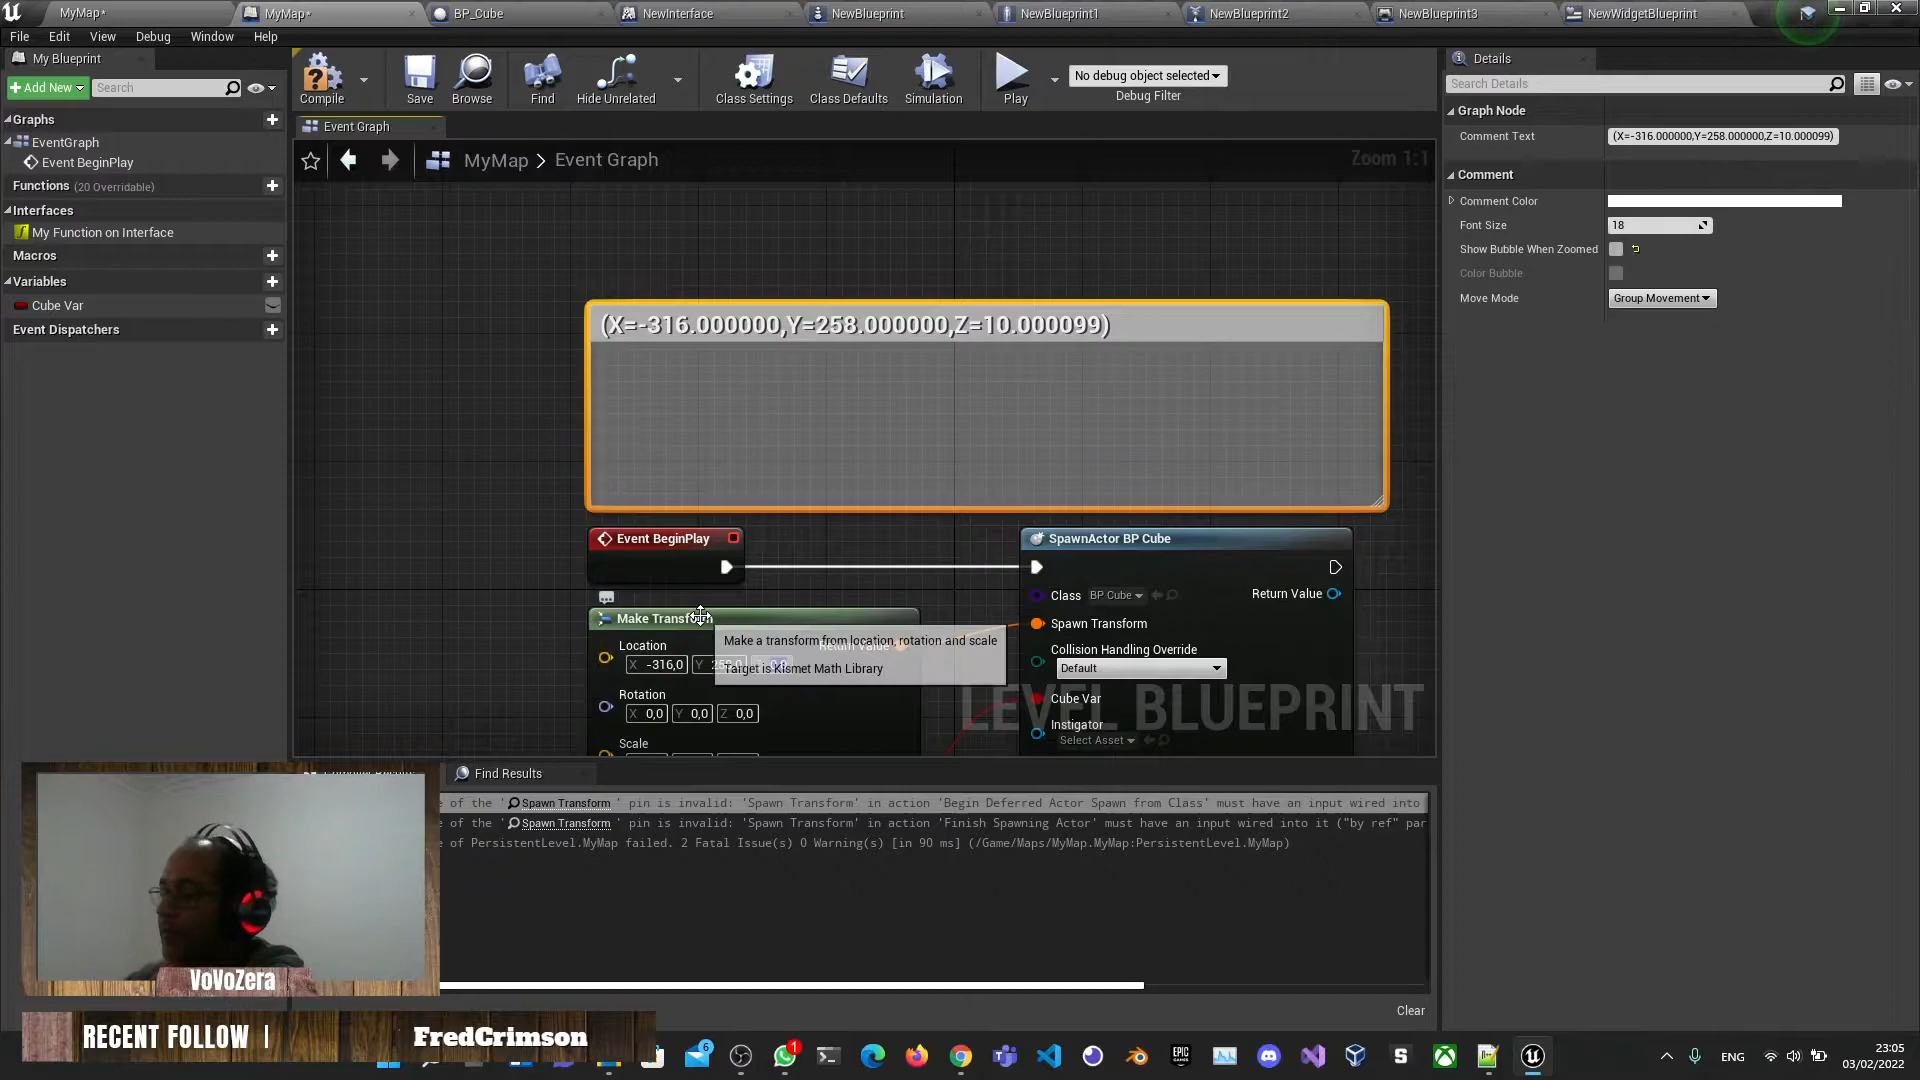 MyMap*
MyMap*
BP_Cube
NewInterface
NewBlueprint
NewBlueprint1
NewBlueprint2
NewBlueprint3
NewWidgetBlueprint
File Edit View Window Help
My Blueprint
Add New
Search
Graphs
EventGraph
Event BeginPlay
Functions (20 Overridable)
Interfaces
My Function on Interface
Macros
Variables
Cube Var
Event Dispatchers
Compile
Save
Browse
Find
Hide Unrelated
Class Settings
Class Defaults
Simulation
Play
No debug object selected
Debug Filter
Event Graph
MyMap > Event Graph
Zoom 1:1
(X=-316.000000,Y=258.000000,Z=10.000099)
Event BeginPlay
Make Transform
Location
X -316,0 Y 258,0
Rotation
X 0,0 Y 0,0 Z 0,0
Scale
Return Value
Make a transform from location, rotation and scale
Target is Kismet Math Library
SpawnActor BP Cube
Class BP Cube
Return Value
Spawn Transform
Collision Handling Override
Default
Cube Var
Instigator
Select Asset
LEVEL BLUEPRINT
Details
Search Details
Graph Node
Comment Text (X=-316.000000,Y=258.000000,Z=10.000099)
Comment
Comment Color
Font Size 18
Show Bubble When Zoomed
Color Bubble
Move Mode Group Movement
Find Results
e of the ' Spawn Transform ' pin is invalid: 'Spawn Transform' in action 'Begin Deferred Actor Spawn from Class' must have an input wired into
e of the ' Spawn Transform ' pin is invalid: 'Spawn Transform' in action 'Finish Spawning Actor' must have an input wired into it ("by ref" par
e of PersistentLevel.MyMap failed. 2 Fatal Issue(s) 0 Warning(s) [in 90 ms] (/Game/Maps/MyMap.MyMap:PersistentLevel.MyMap)
Clear
VoVoZera
RECENT FOLLOW | FredCrimson
6
1
EPIC
GAMES
S
ENG
23:05
03/02/2022